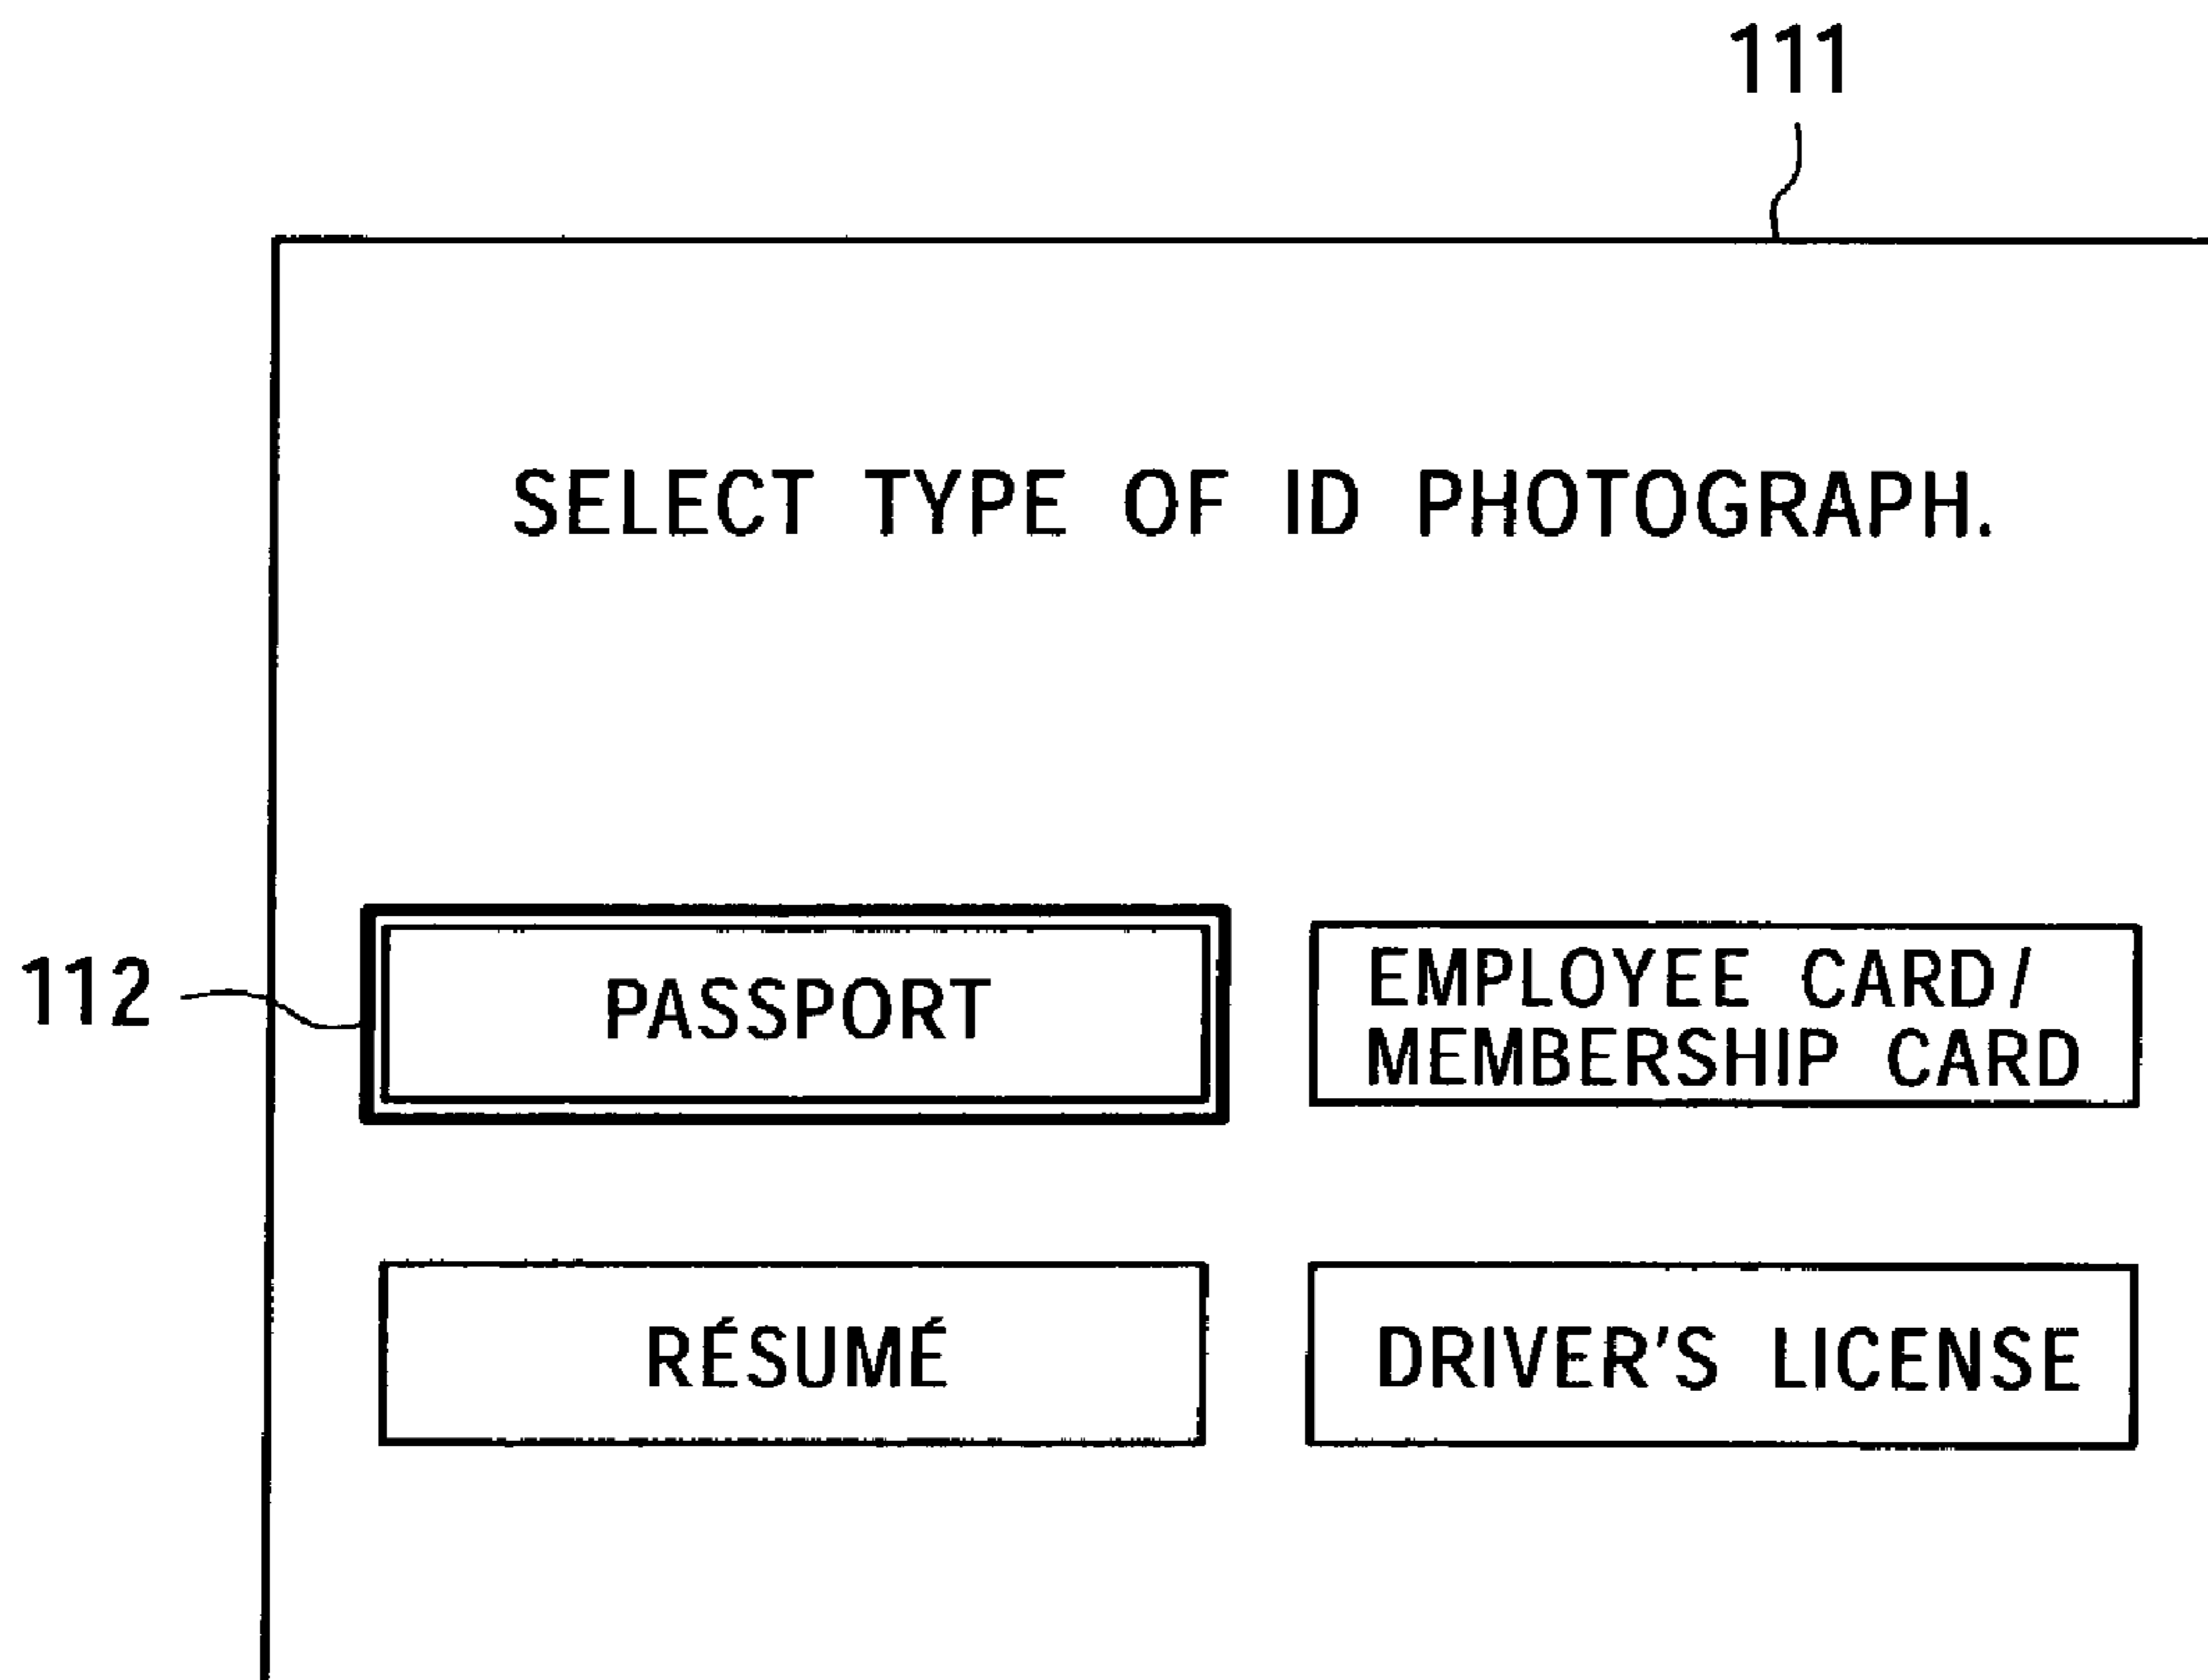 111
SELECT TYPE OF ID PHOTOGRAPH.
112
PASSPORT
EMPLOYEE CARD/
MEMBERSHIP CARD
RÉSUMÉ
DRIVER'S LICENSE